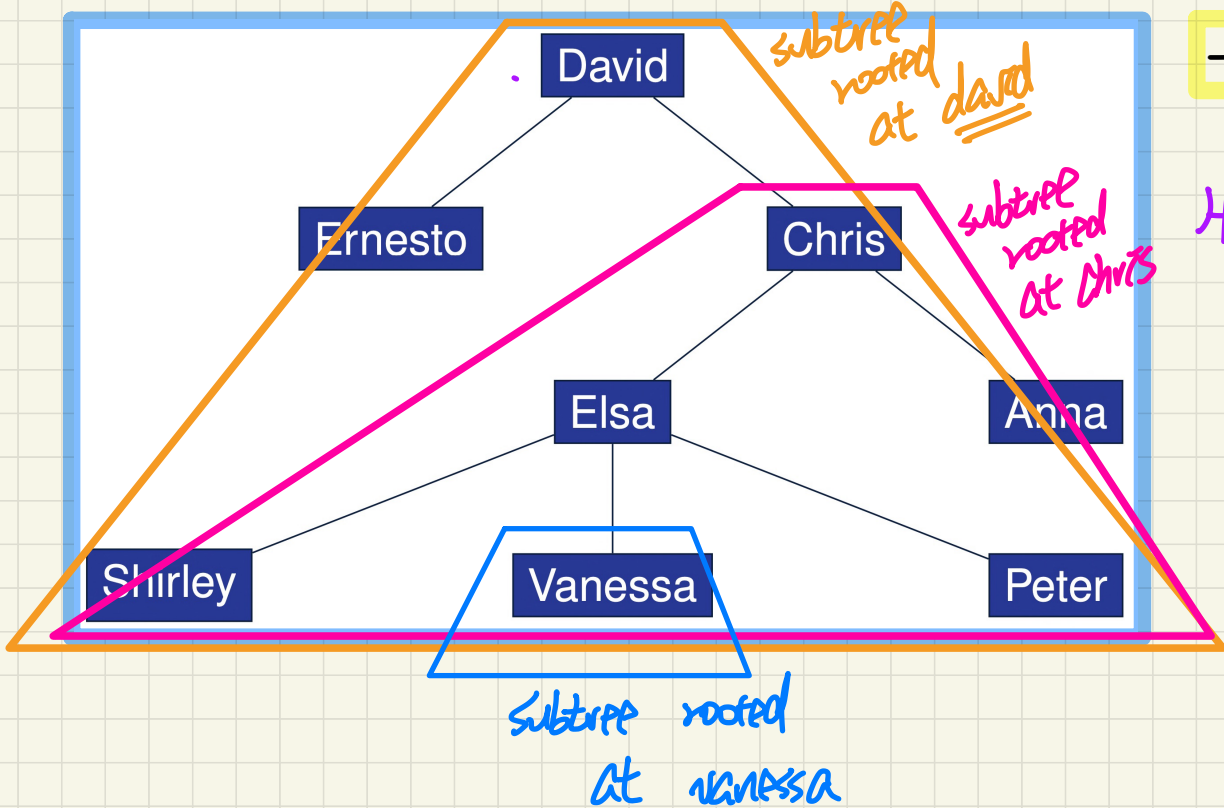 David
subtree
rooted
at david
Ernesto
Chris
subtree
rooted
at Chris
Elsa
Anna
Shirley
Vanessa
Peter
subtree rooted
at vanessa